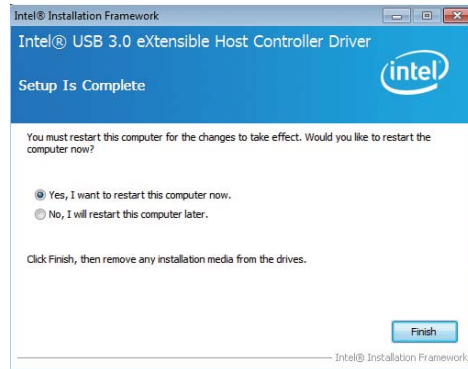 Intel® Installation Framework
Intel® USB 3.0 eXtensible Host Controller Driver
intel
Setup Is Complete
You must restart this computer for the changes to take effect. Would you like to restart the
computer now?
Yes, I want to restart this computer now.
No, I will restart this computer later.
Click Finish, then remove any installation media from the drives.
Finish
Intel® Installation Framework